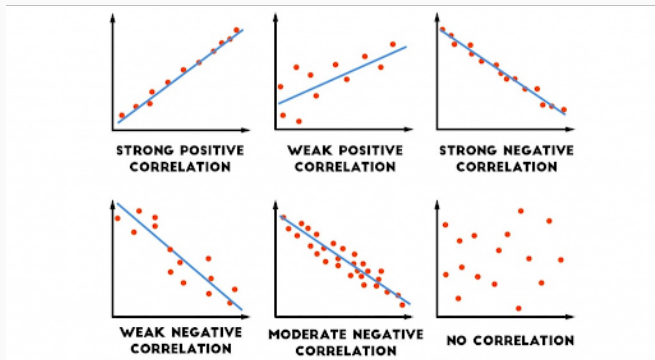 STRONG POSITIVE
CORRELATION
WEAK POSITIVE
CORRELATION
STRONG NEGATIVE
CORRELATION
WEAK NEGATIVE
CORRELATION
MODERATE NEGATIVE
CORRELATION
NO CORRELATION